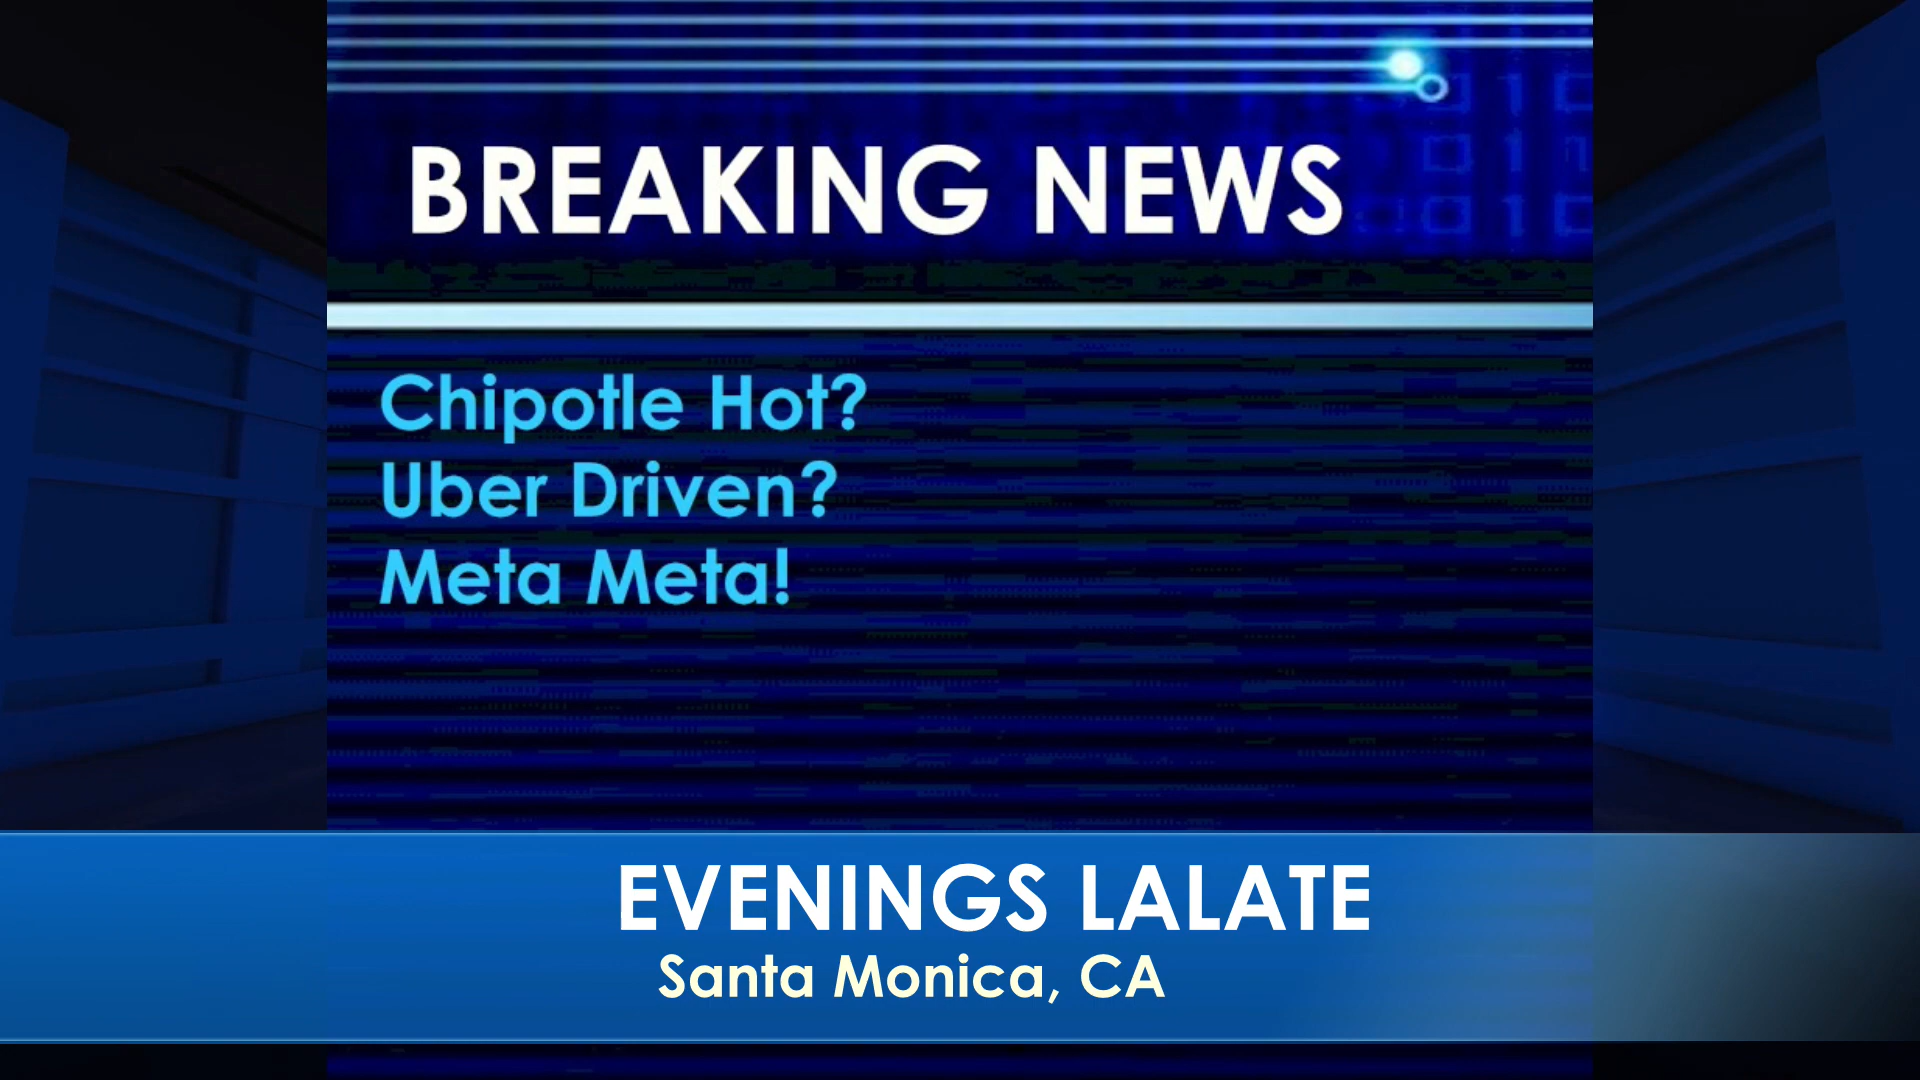 BREAKING NEWS
Chipotle Hot?
Uber Driven?
Meta Meta!
EVENINGS LALATE
Santa Monica, CA